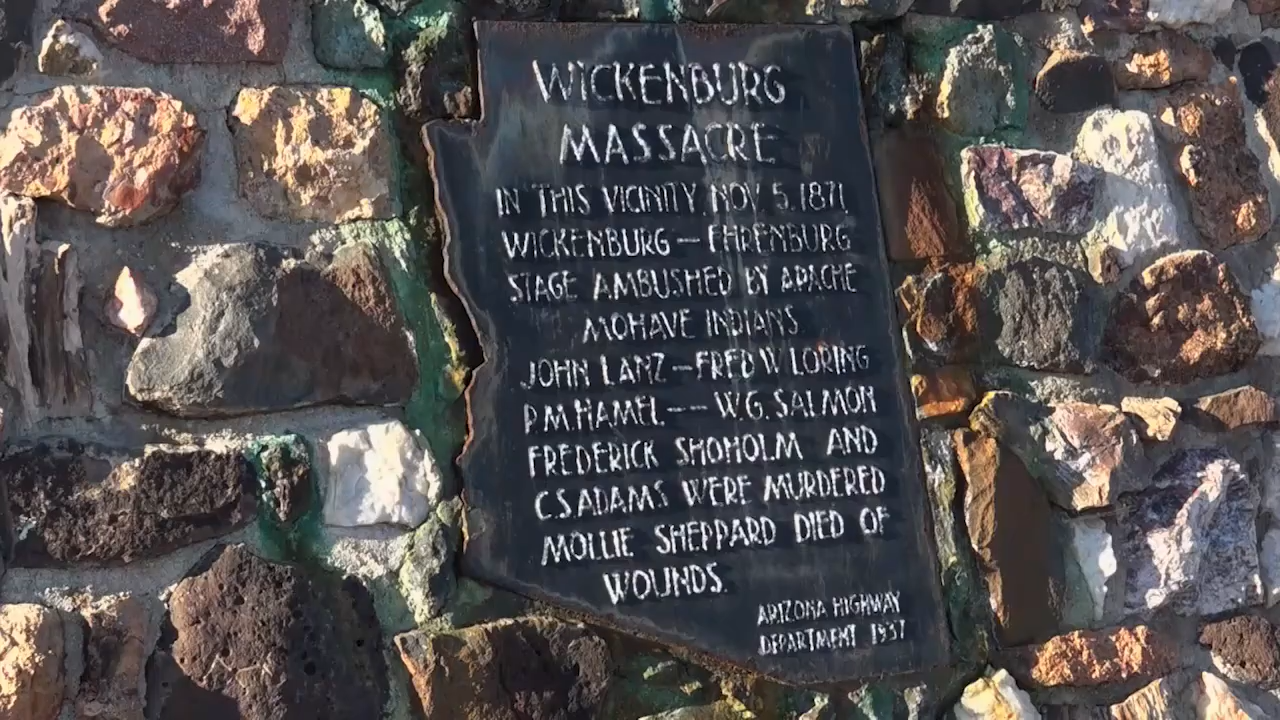 WICKENBURG
MASSACRE
IN THIS VICINITY, NOV. 5, 1871,
WICKENBURG — EHRENBURG
STAGE AMBUSHED BY APACHE
MOHAVE INDIANS.
JOHN LANZ — FRED W. LORING
P.M. HAMEL — — W.G. SALMON
FREDERICK SHOHOLM AND
C.S. ADAMS WERE MURDERED
MOLLIE SHEPPARD DIED OF
WOUNDS.
ARIZONA HIGHWAY
DEPARTMENT 1937